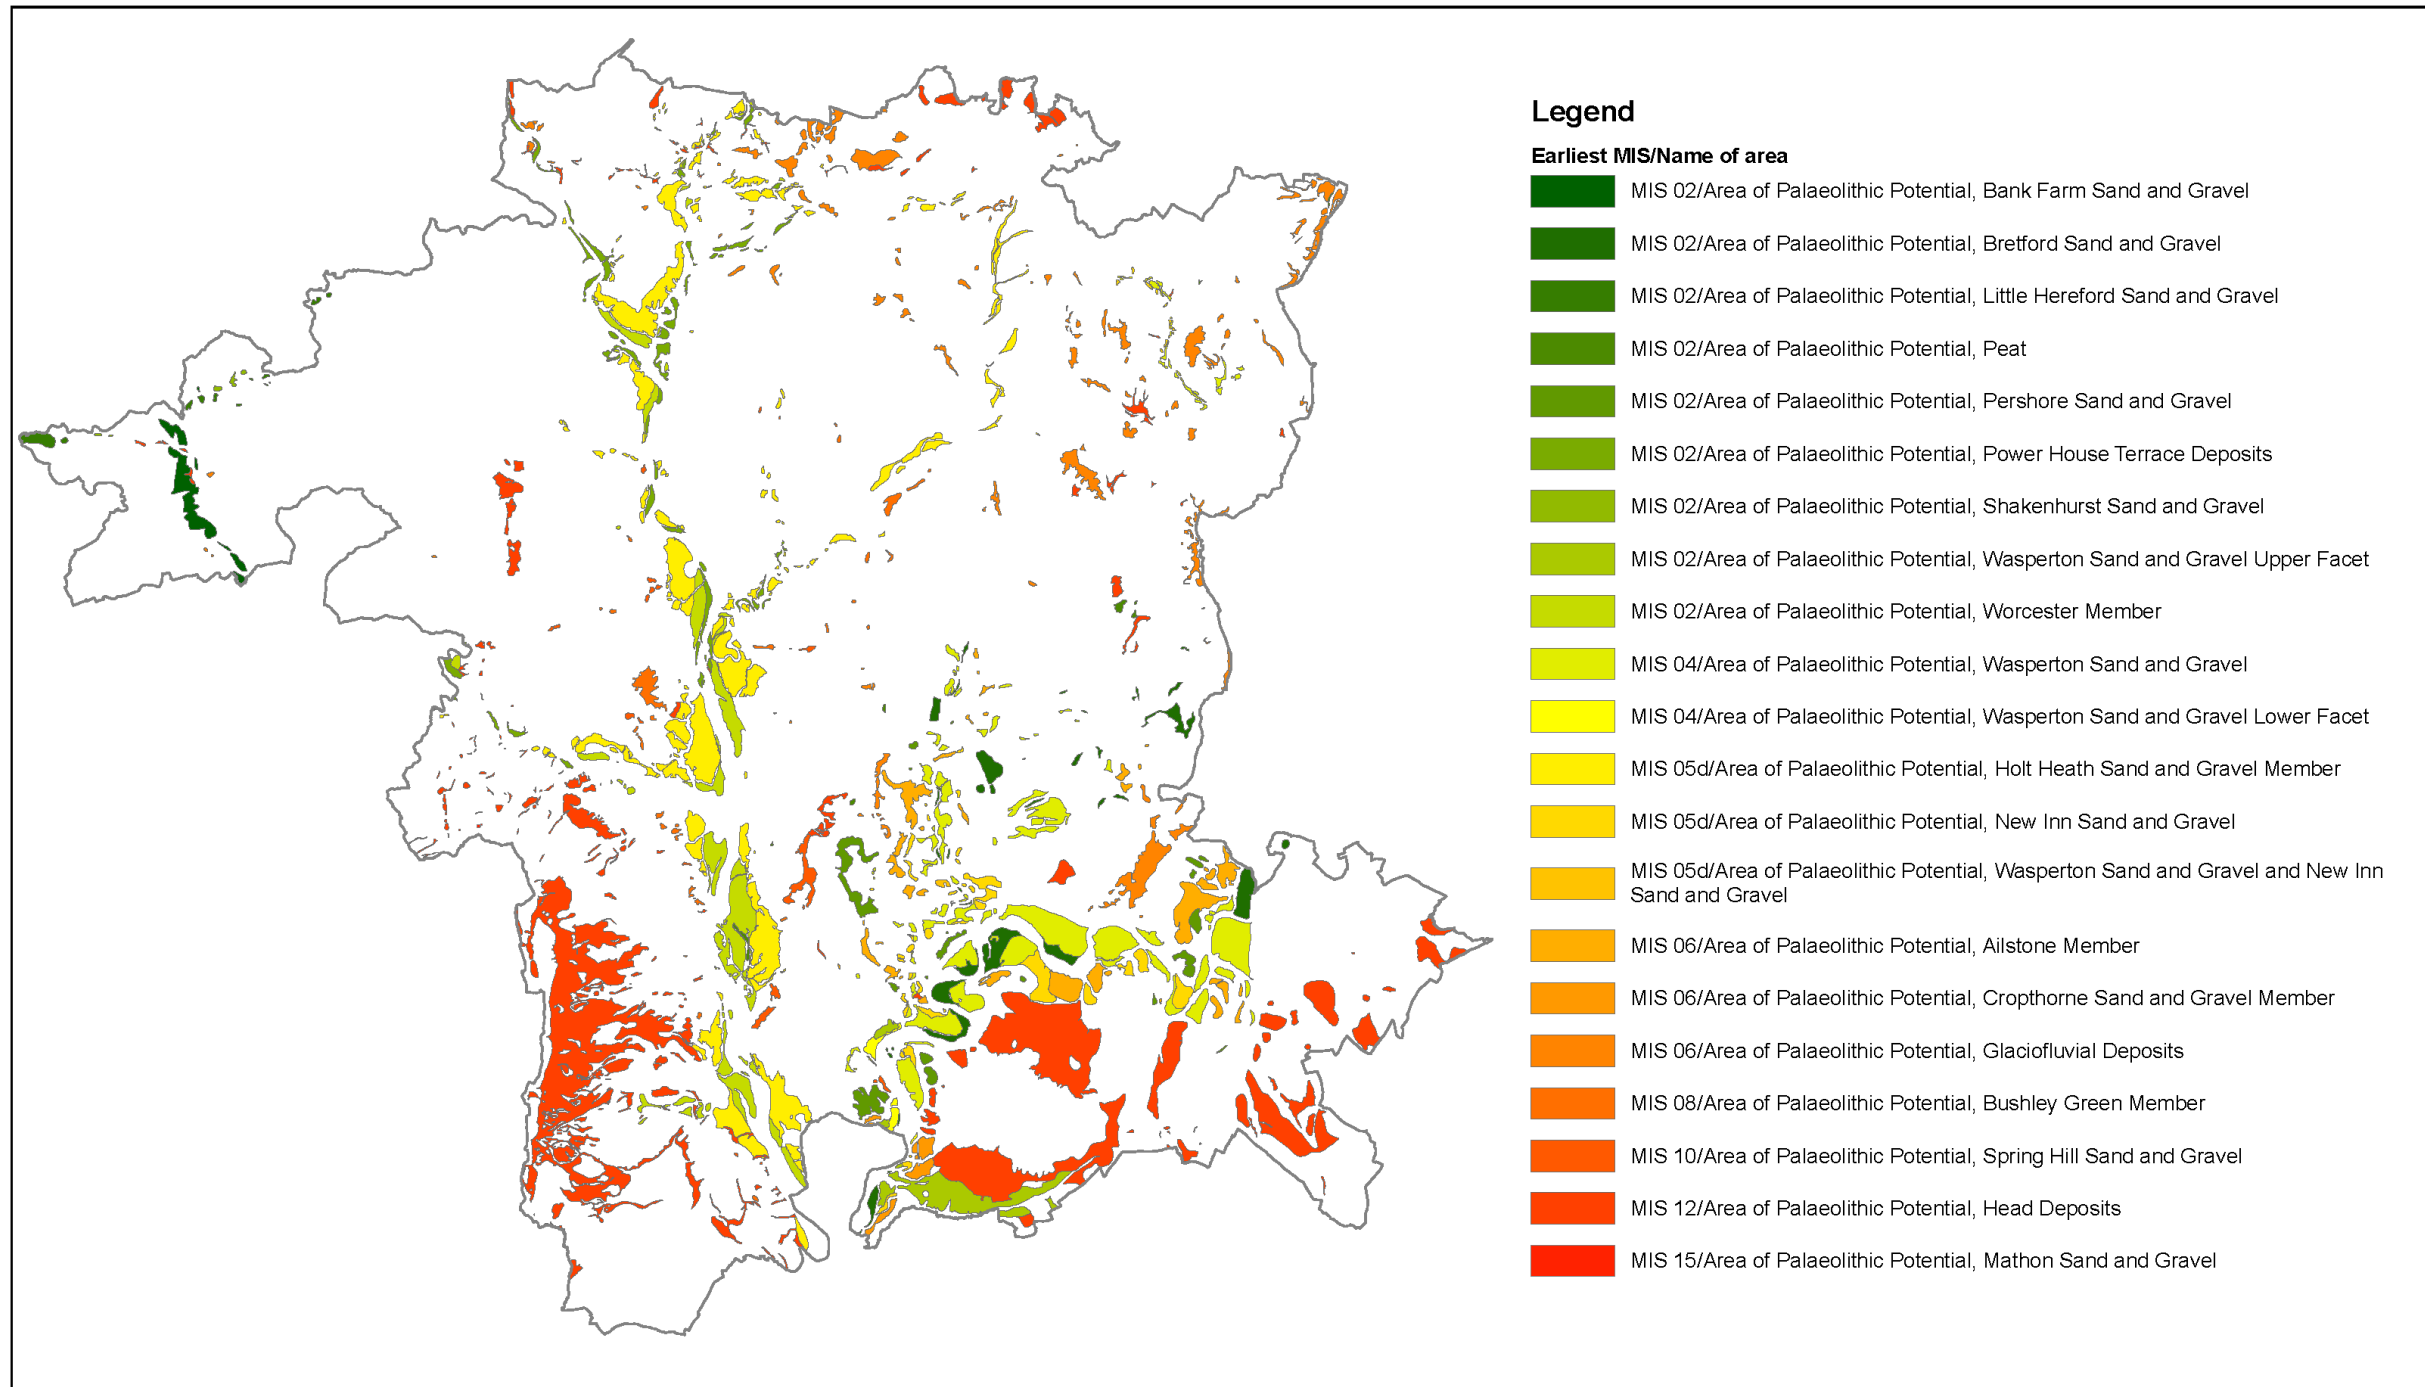 Legend
Earliest MIS/Name of area
MIS 02/Area of Palaeolithic Potential, Bank Farm Sand and Gravel
MIS 02/Area of Palaeolithic Potential, Bretford Sand and Gravel
MIS 02/Area of Palaeolithic Potential, Little Hereford Sand and Gravel
MIS 02/Area of Palaeolithic Potential, Peat
MIS 02/Area of Palaeolithic Potential, Pershore Sand and Gravel
MIS 02/Area of Palaeolithic Potential, Power House Terrace Deposits
MIS 02/Area of Palaeolithic Potential, Shakenhurst Sand and Gravel
MIS 02/Area of Palaeolithic Potential, Wasperton Sand and Gravel Upper Facet
MIS 02/Area of Palaeolithic Potential, Worcester Member
MIS 04/Area of Palaeolithic Potential, Wasperton Sand and Gravel
MIS 04/Area of Palaeolithic Potential, Wasperton Sand and Gravel Lower Facet
MIS 05d/Area of Palaeolithic Potential, Holt Heath Sand and Gravel Member
MIS 05d/Area of Palaeolithic Potential, New Inn Sand and Gravel
MIS 05d/Area of Palaeolithic Potential, Wasperton Sand and Gravel and New Inn
Sand and Gravel
MIS 06/Area of Palaeolithic Potential, Ailstone Member
MIS 06/Area of Palaeolithic Potential, Cropthorne Sand and Gravel Member
MIS 06/Area of Palaeolithic Potential, Glaciofluvial Deposits
MIS 08/Area of Palaeolithic Potential, Bushley Green Member
MIS 10/Area of Palaeolithic Potential, Spring Hill Sand and Gravel
MIS 12/Area of Palaeolithic Potential, Head Deposits
MIS 15/Area of Palaeolithic Potential, Mathon Sand and Gravel